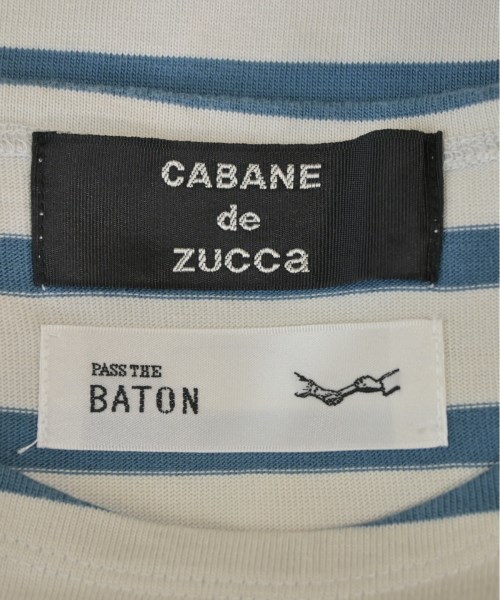 CABANE
de
zucca
PASS THE
BATON